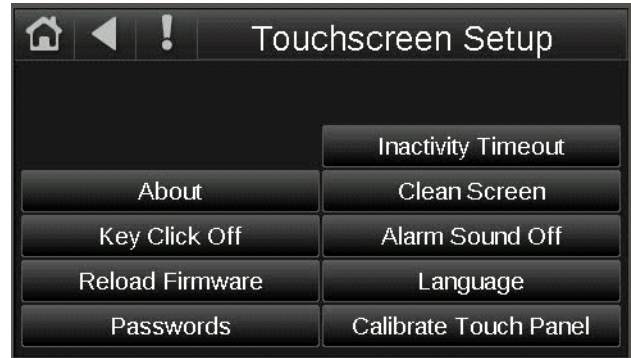 Touchscreen Setup
Inactivity Timeout
About
Clean Screen
Key Click Off
Alarm Sound Off
Reload Firmware
Language
Passwords
Calibrate Touch Panel